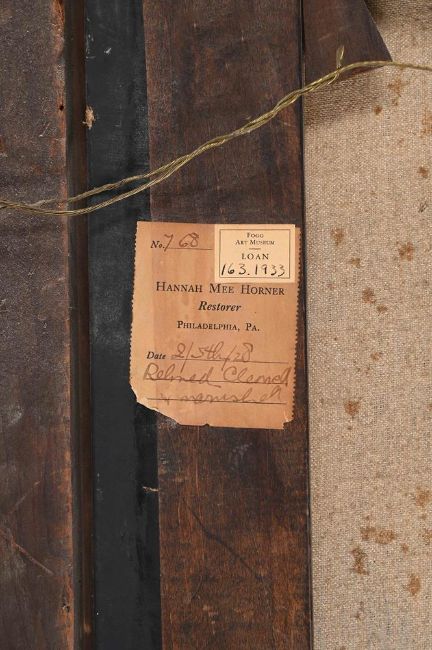 No. 768
FOGG
ART MUSEUM
LOAN
163.1933
HANNAH MEE HORNER
Restorer
PHILADELPHIA, PA.
Date 2/5th/28
Relined Cleaned
& varnished